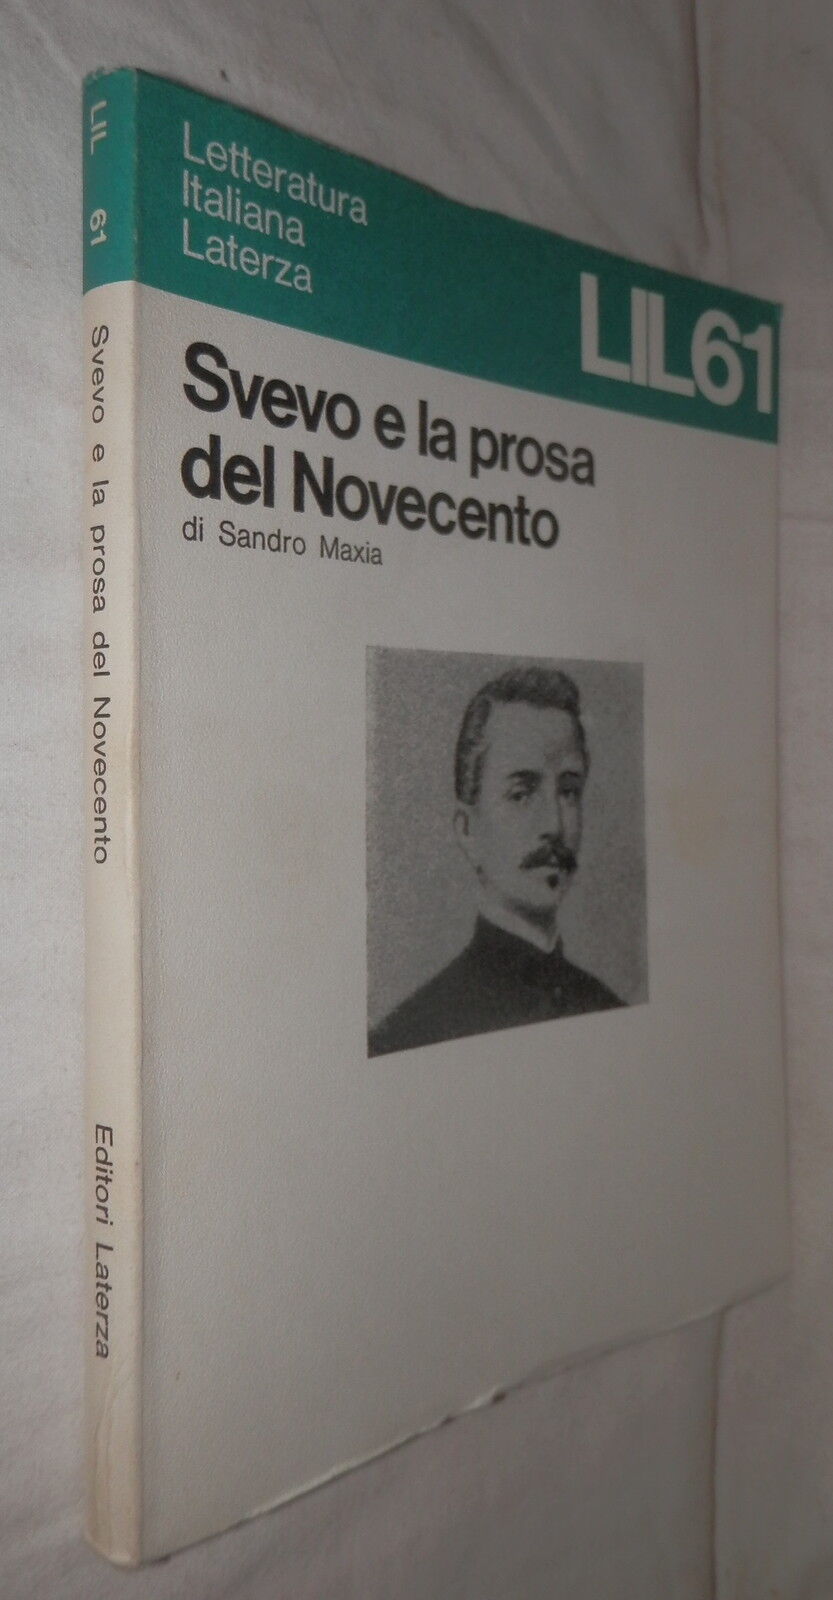 Letteratura
Italiana
Laterza
LIL61
Svevo e la prosa
del Novecento
di Sandro Maxia
LIL 61 Svevo e la prosa del Novecento Editori Laterza